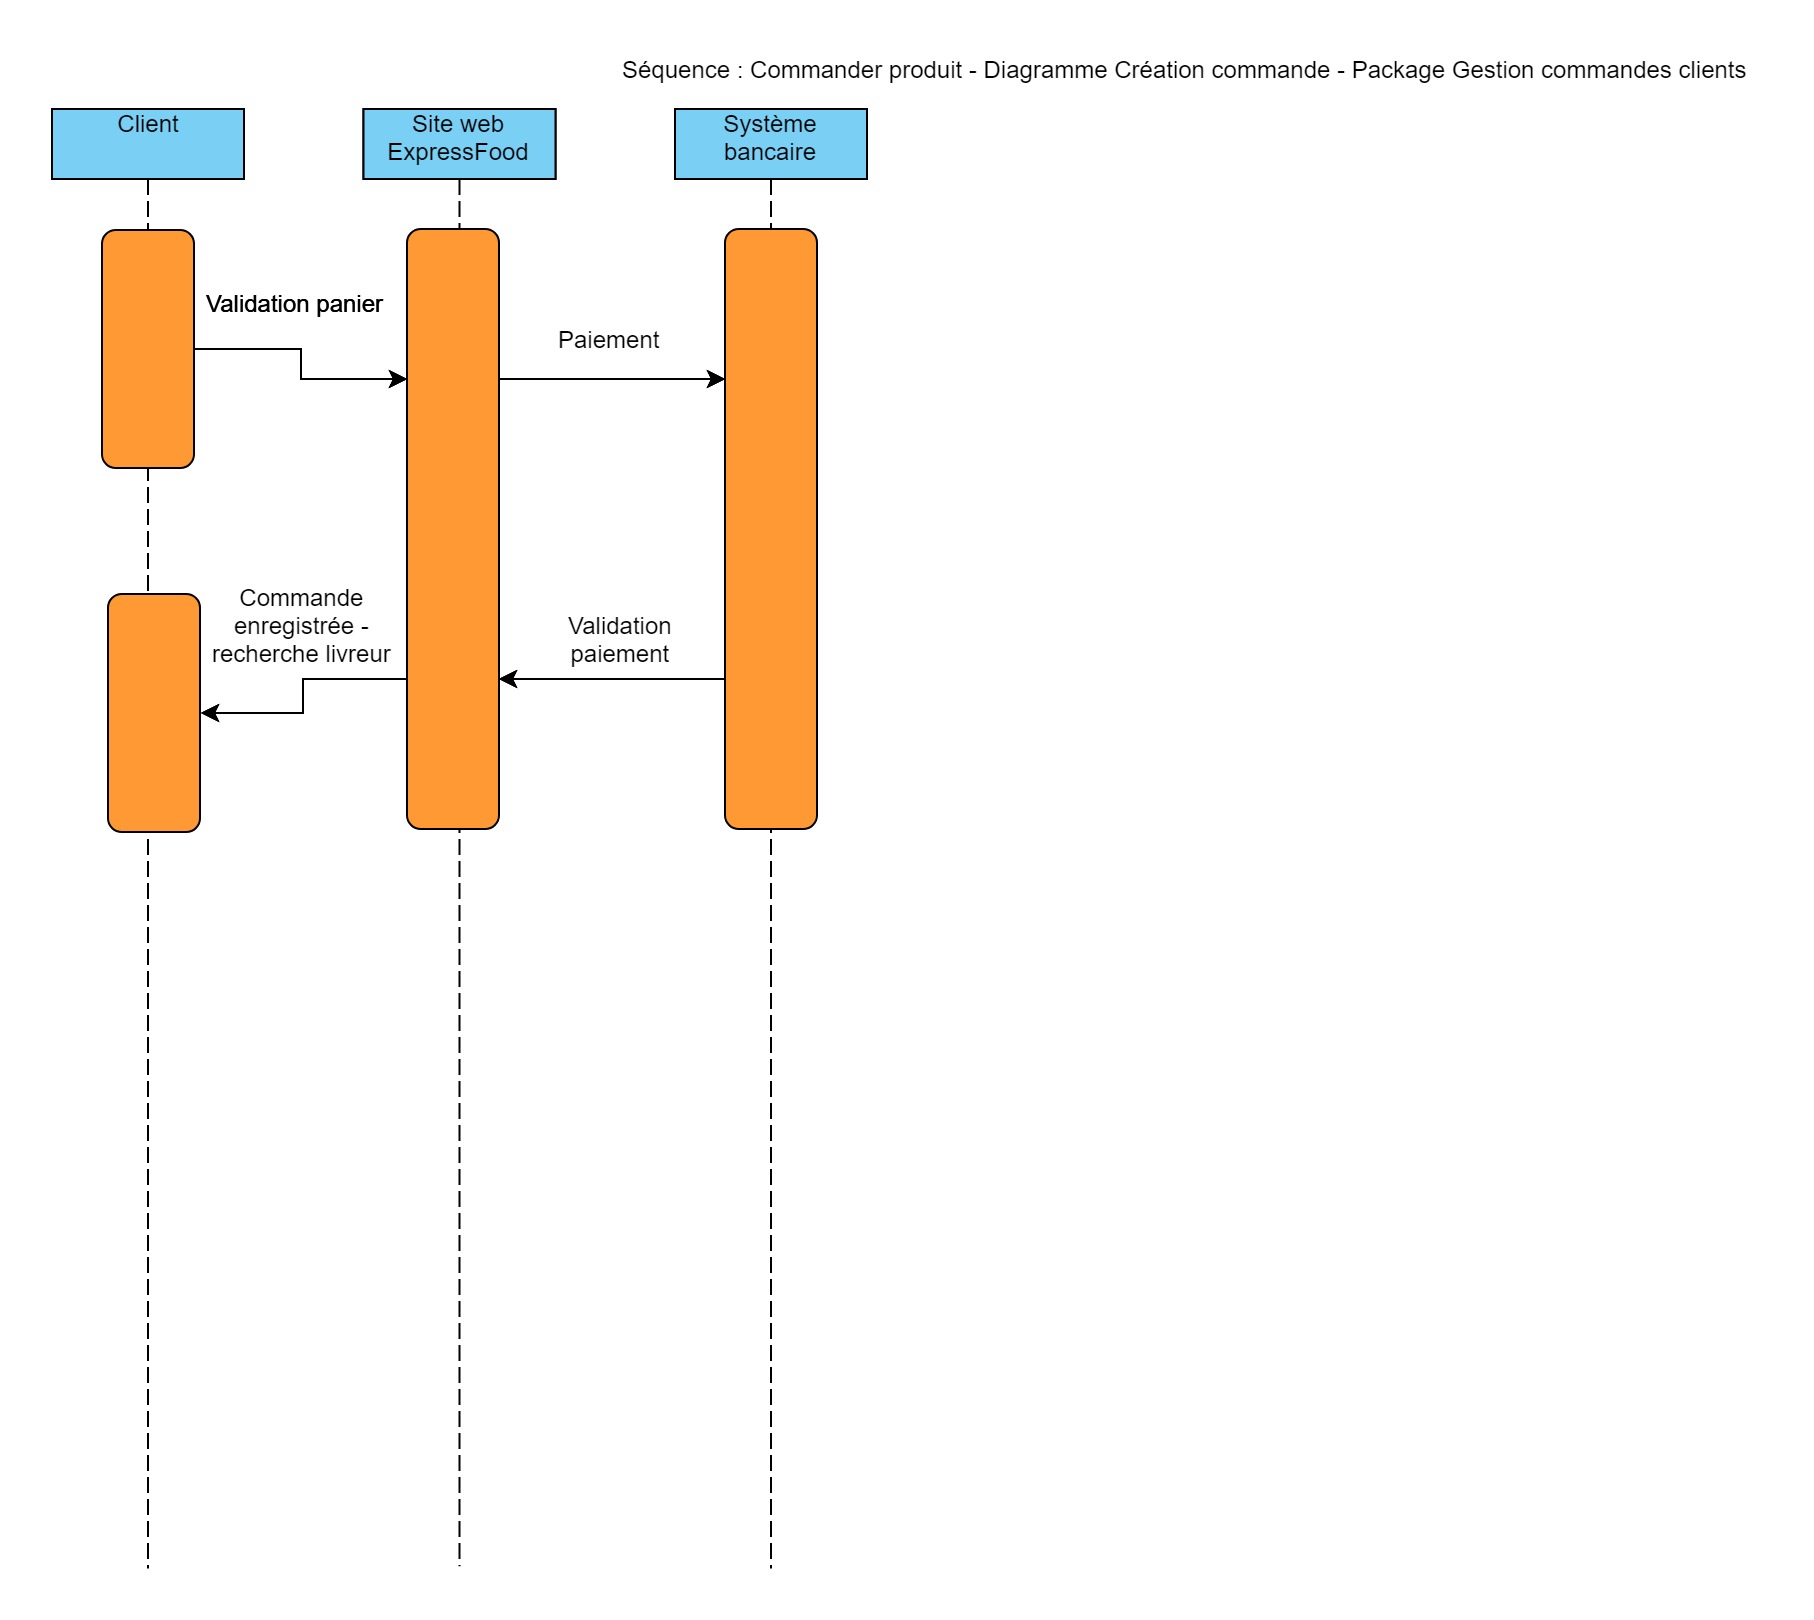 Séquence : Commander produit - Diagramme Création commande - Package Gestion commandes clients
Client
Site web
ExpressFood
Système
bancaire
Validation panier
Paiement
Commande
enregistrée -
recherche livreur
Validation
paiement